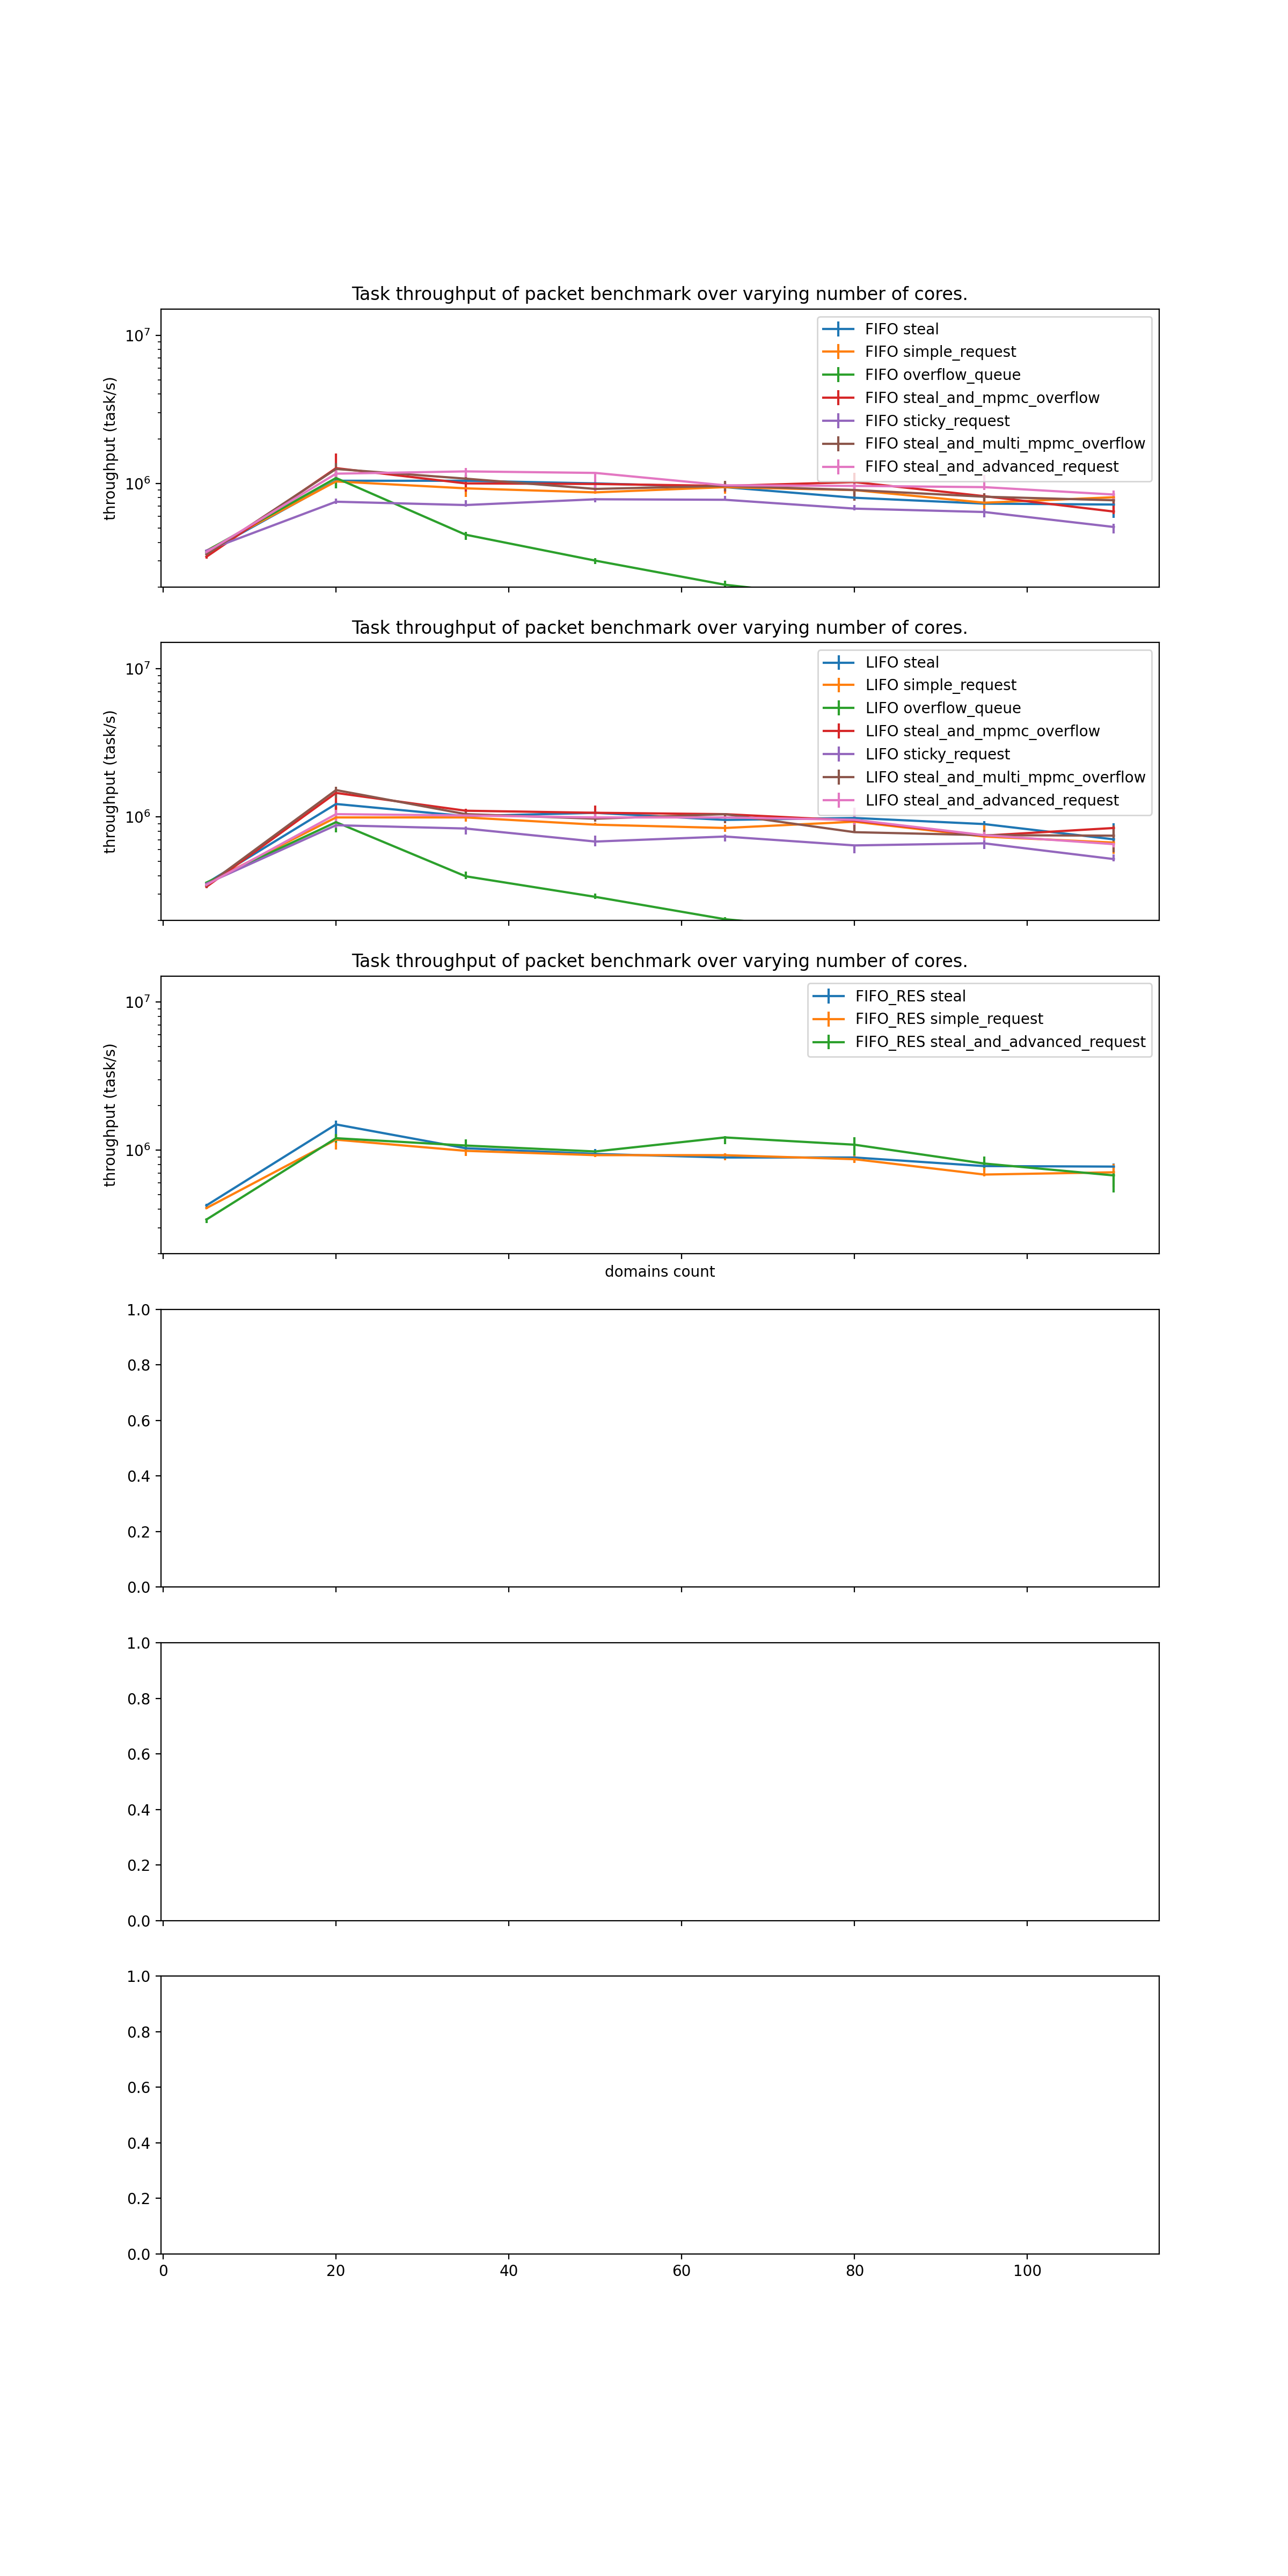 Task throughput of packet benchmark over varying number of cores.
10^7
10^6
throughput (task/s)
FIFO steal
FIFO simple_request
FIFO overflow_queue
FIFO steal_and_mpmc_overflow
FIFO sticky_request
FIFO steal_and_multi_mpmc_overflow
FIFO steal_and_advanced_request
Task throughput of packet benchmark over varying number of cores.
10^7
10^6
throughput (task/s)
LIFO steal
LIFO simple_request
LIFO overflow_queue
LIFO steal_and_mpmc_overflow
LIFO sticky_request
LIFO steal_and_multi_mpmc_overflow
LIFO steal_and_advanced_request
Task throughput of packet benchmark over varying number of cores.
10^7
10^6
throughput (task/s)
FIFO_RES steal
FIFO_RES simple_request
FIFO_RES steal_and_advanced_request
domains count
1.0
0.8
0.6
0.4
0.2
0.0
1.0
0.8
0.6
0.4
0.2
0.0
1.0
0.8
0.6
0.4
0.2
0.0
0 20 40 60 80 100